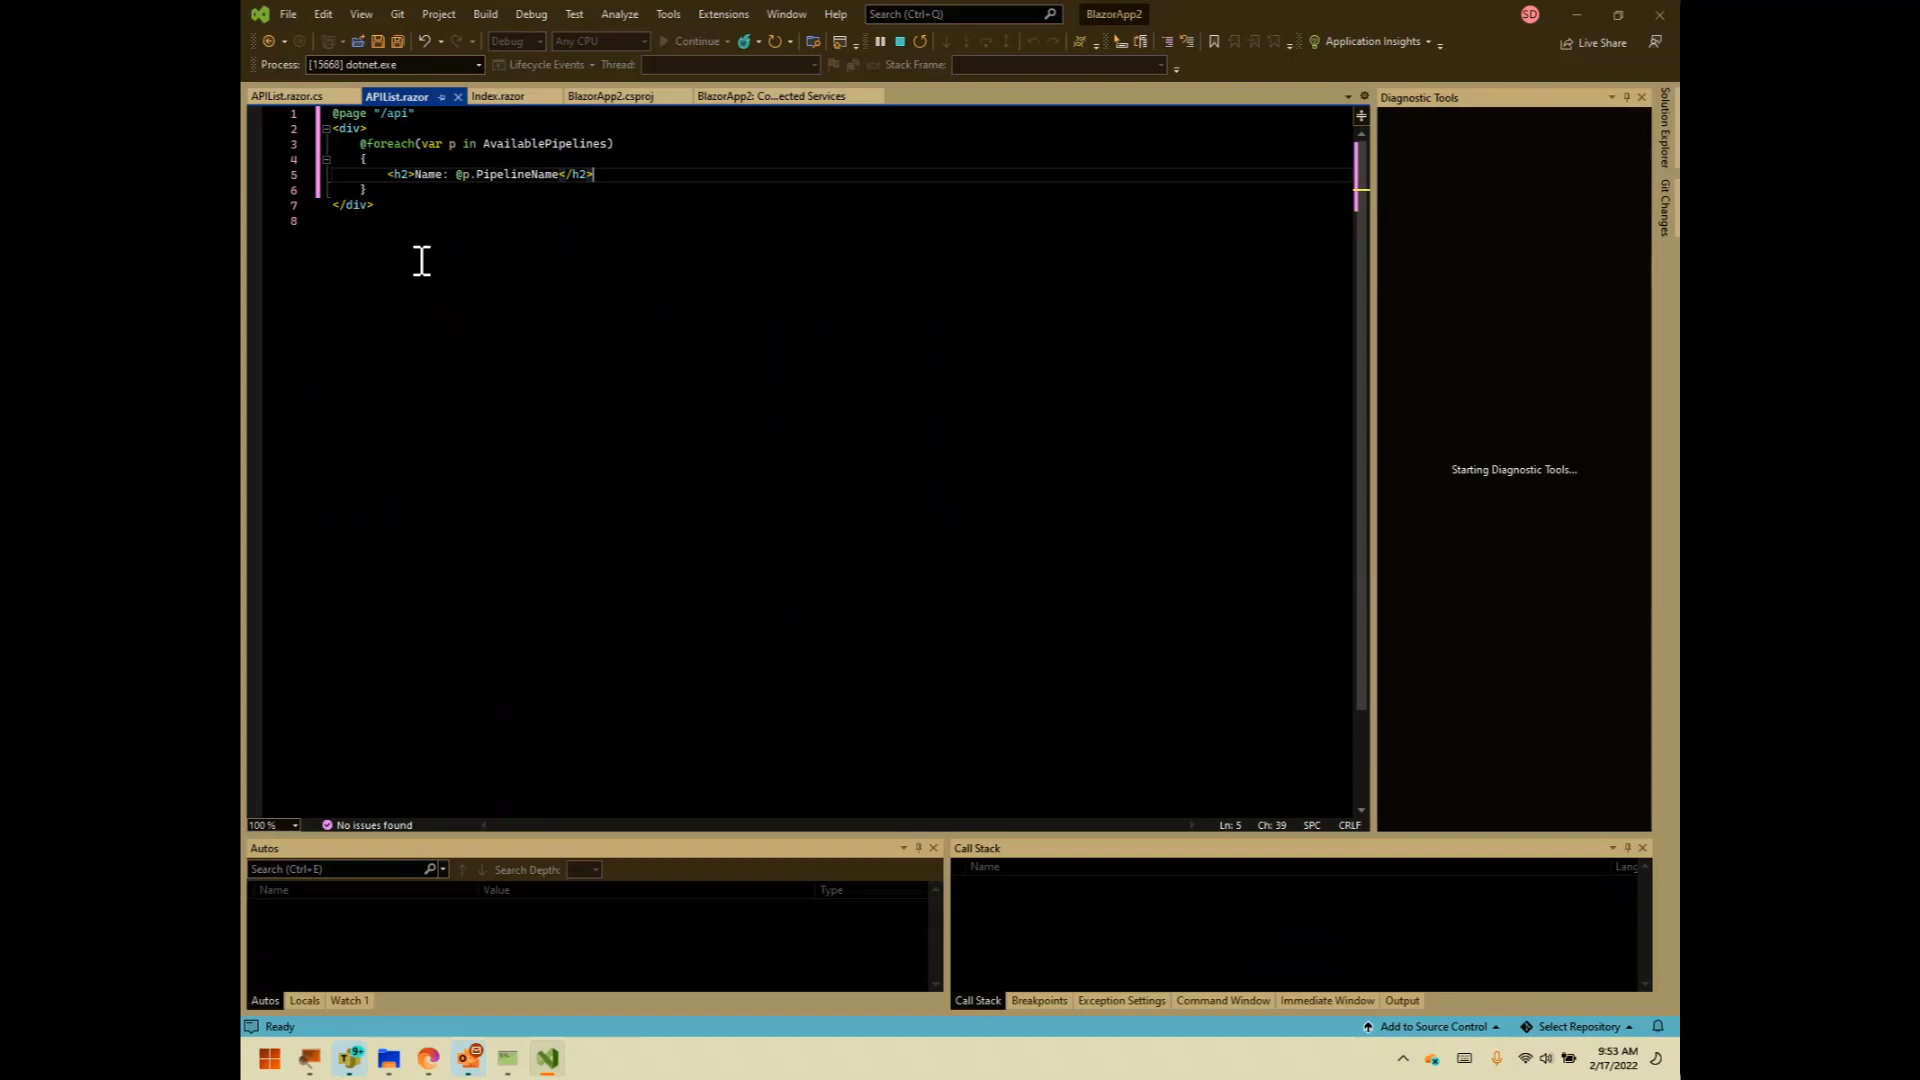 File Edit View Git Project Build Debug Test Analyze Tools Extensions Window Help Search (Ctrl+Q) BlazorApp2 SD
Debug Any CPU Continue Application Insights Live Share
Process: [15668] dotnet.exe Lifecycle Events Thread: Stack Frame:
APIList.razor.cs APIList.razor Index.razor BlazorApp2.csproj BlazorApp2: Co...ected Services
Diagnostic Tools
Solution Explorer
Git Changes
1 @page "/api"
2 <div>
3 @foreach(var p in AvailablePipelines)
4 {
5 <h2>Name: @p.PipelineName</h2>
6 }
7 </div>
8
Starting Diagnostic Tools...
100 % No issues found Ln: 5 Ch: 39 SPC CRLF
Autos
Search (Ctrl+E) Search Depth:
Name Value Type
Autos Locals Watch 1
Call Stack
Name Lang
Call Stack Breakpoints Exception Settings Command Window Immediate Window Output
Ready Add to Source Control Select Repository
9+
9:53 AM
2/17/2022